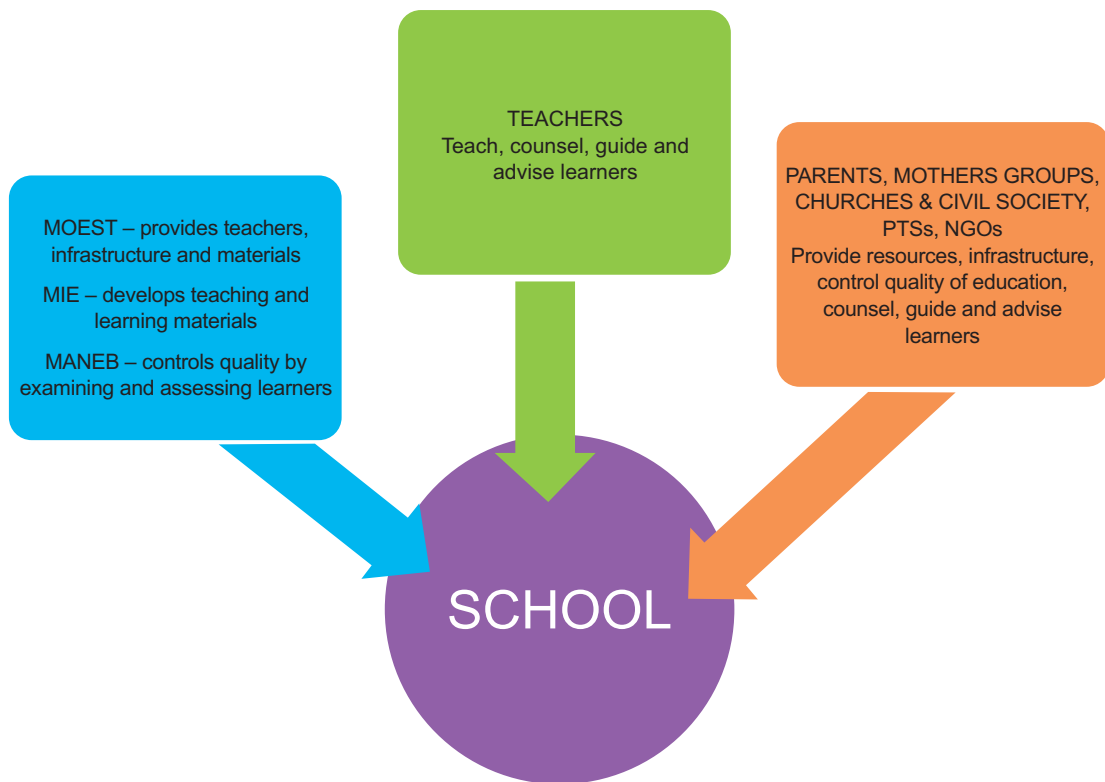 MOEST – provides teachers,
infrastructure and materials
MIE – develops teaching and
learning materials
MANEB – controls quality by
examining and assessing learners
TEACHERS
Teach, counsel, guide and
advise learners
PARENTS, MOTHERS GROUPS,
CHURCHES & CIVIL SOCIETY,
PTSs, NGOs
Provide resources, infrastructure,
control quality of education,
counsel, guide and advise
learners
SCHOOL